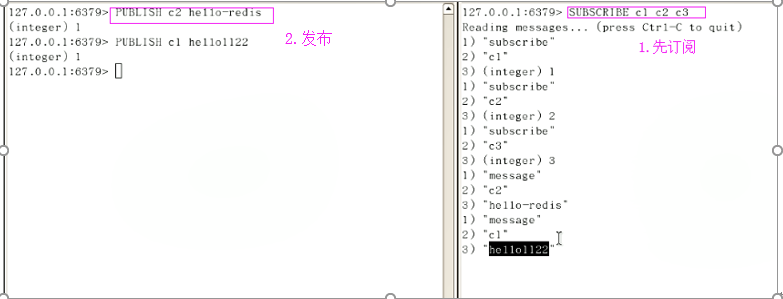 127.0.0.1:6379> PUBLISH c2 hello-redis
(integer) 1
127.0.0.1:6379> PUBLISH c1 hello1122
(integer) 1
127.0.0.1:6379>
2.发布
127.0.0.1:6379> SUBSCRIBE c1 c2 c3
Reading messages... (press Ctrl-C to quit)
1.先订阅
1) "subscribe"
2) "c1"
3) (integer) 1
1) "subscribe"
2) "c2"
3) (integer) 2
1) "subscribe"
2) "c3"
3) (integer) 3
1) "message"
2) "c2"
3) "hello-redis"
1) "message"
2) "c1"
3) "hello1122"